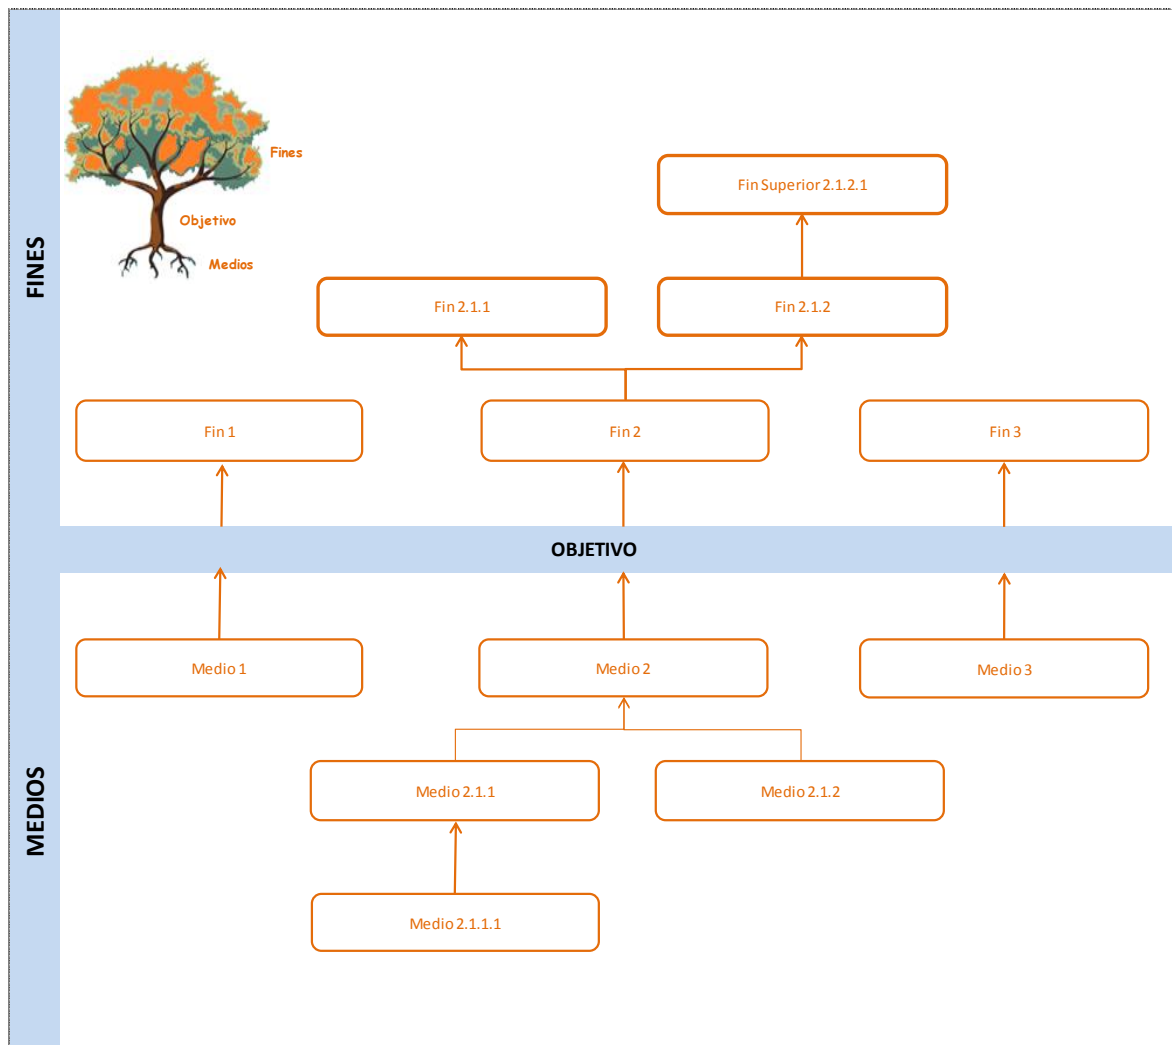 FINES
Fines
Objetivo
Medios
Fin Superior 2.1.2.1
Fin 2.1.1
Fin 2.1.2
Fin 1
Fin 2
Fin 3
OBJETIVO
MEDIOS
Medio 1
Medio 2
Medio 3
Medio 2.1.1
Medio 2.1.2
Medio 2.1.1.1